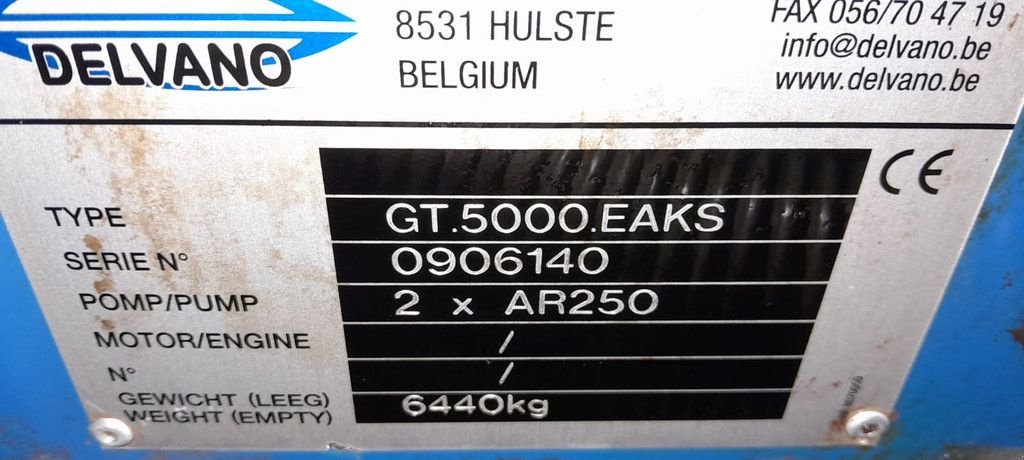 DELVANO
8531 HULSTE
BELGIUM
FAX 056/70 47 19
info@delvano.be
www.delvano.be
CE
TYPE GT.5000.EAKS
SERIE N° 0906140
POMP/PUMP 2 x AR250
MOTOR/ENGINE /
N° /
GEWICHT (LEEG)
WEIGHT (EMPTY) 6440kg